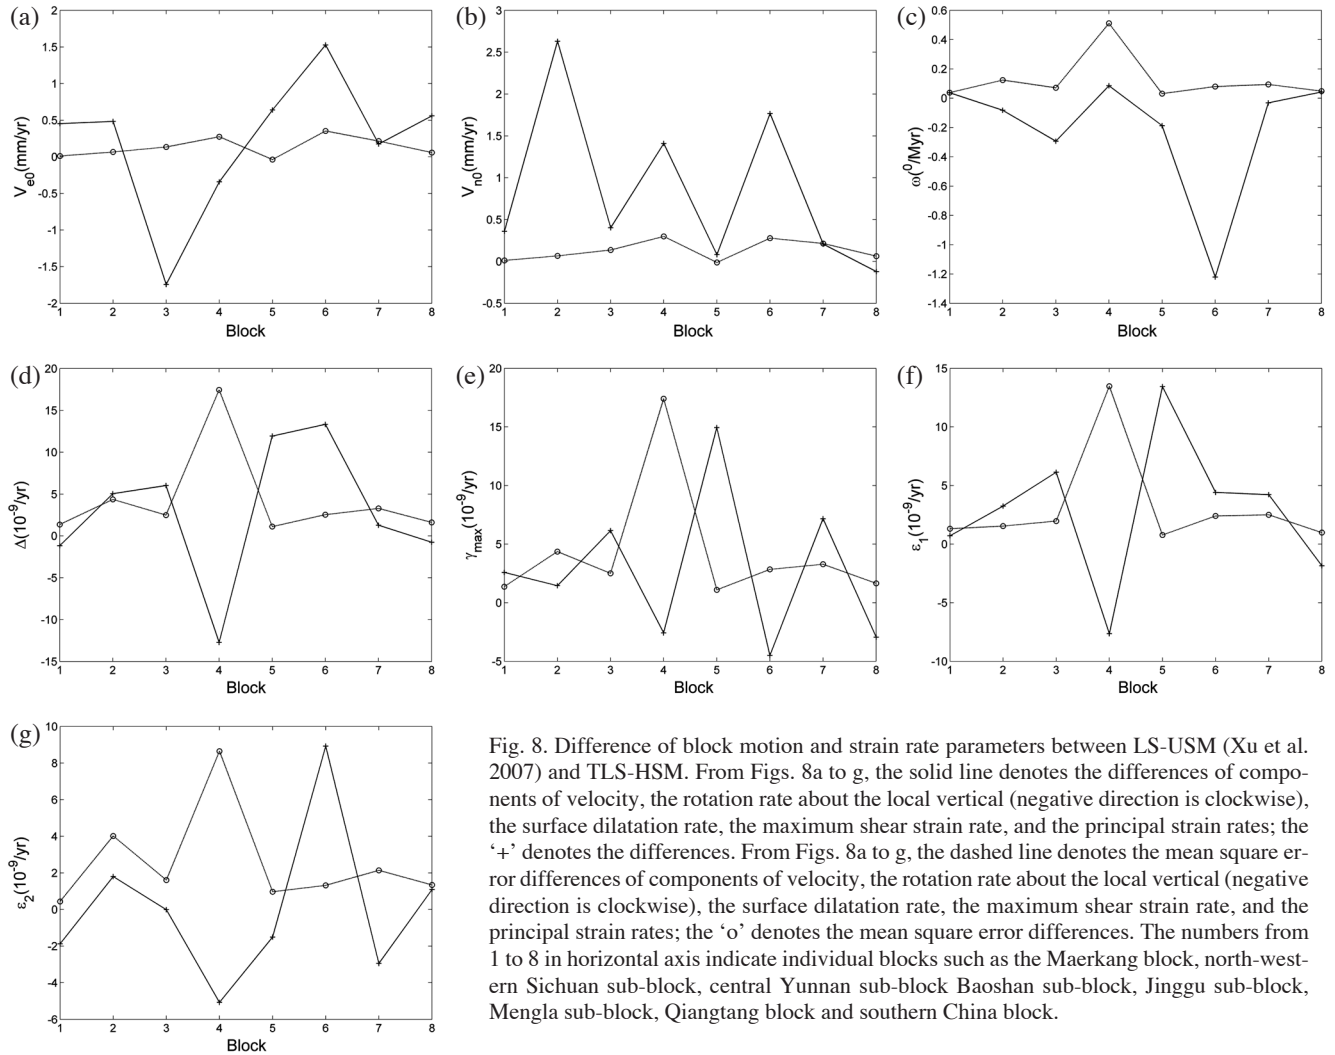 (a)
2
1.5
1
0.5
0
-0.5
-1
-1.5
-2
V_e0(mm/yr)
1 2 3 4 5 6 7 8
Block
(b)
3
2.5
2
1.5
1
0.5
0
-0.5
V_n0(mm/yr)
1 2 3 4 5 6 7 8
Block
(c)
0.6
0.4
0.2
0
-0.2
-0.4
-0.6
-0.8
-1
-1.2
-1.4
ω(⁰/Myr)
1 2 3 4 5 6 7 8
Block
(d)
20
15
10
5
0
-5
-10
-15
Δ(10⁻⁹/yr)
1 2 3 4 5 6 7 8
Block
(e)
20
15
10
5
0
-5
γ_max(10⁻⁹/yr)
1 2 3 4 5 6 7 8
Block
(f)
15
10
5
0
-5
-10
ε₁(10⁻⁹/yr)
1 2 3 4 5 6 7 8
Block
(g)
10
8
6
4
2
0
-2
-4
-6
ε₂(10⁻⁹/yr)
1 2 3 4 5 6 7 8
Block
Fig. 8. Difference of block motion and strain rate parameters between LS-USM (Xu et al.
2007) and TLS-HSM. From Figs. 8a to g, the solid line denotes the differences of compo-
nents of velocity, the rotation rate about the local vertical (negative direction is clockwise),
the surface dilatation rate, the maximum shear strain rate, and the principal strain rates; the
‘+’ denotes the differences. From Figs. 8a to g, the dashed line denotes the mean square er-
ror differences of components of velocity, the rotation rate about the local vertical (negative
direction is clockwise), the surface dilatation rate, the maximum shear strain rate, and the
principal strain rates; the ‘o’ denotes the mean square error differences. The numbers from
1 to 8 in horizontal axis indicate individual blocks such as the Maerkang block, north-west-
ern Sichuan sub-block, central Yunnan sub-block Baoshan sub-block, Jinggu sub-block,
Mengla sub-block, Qiangtang block and southern China block.